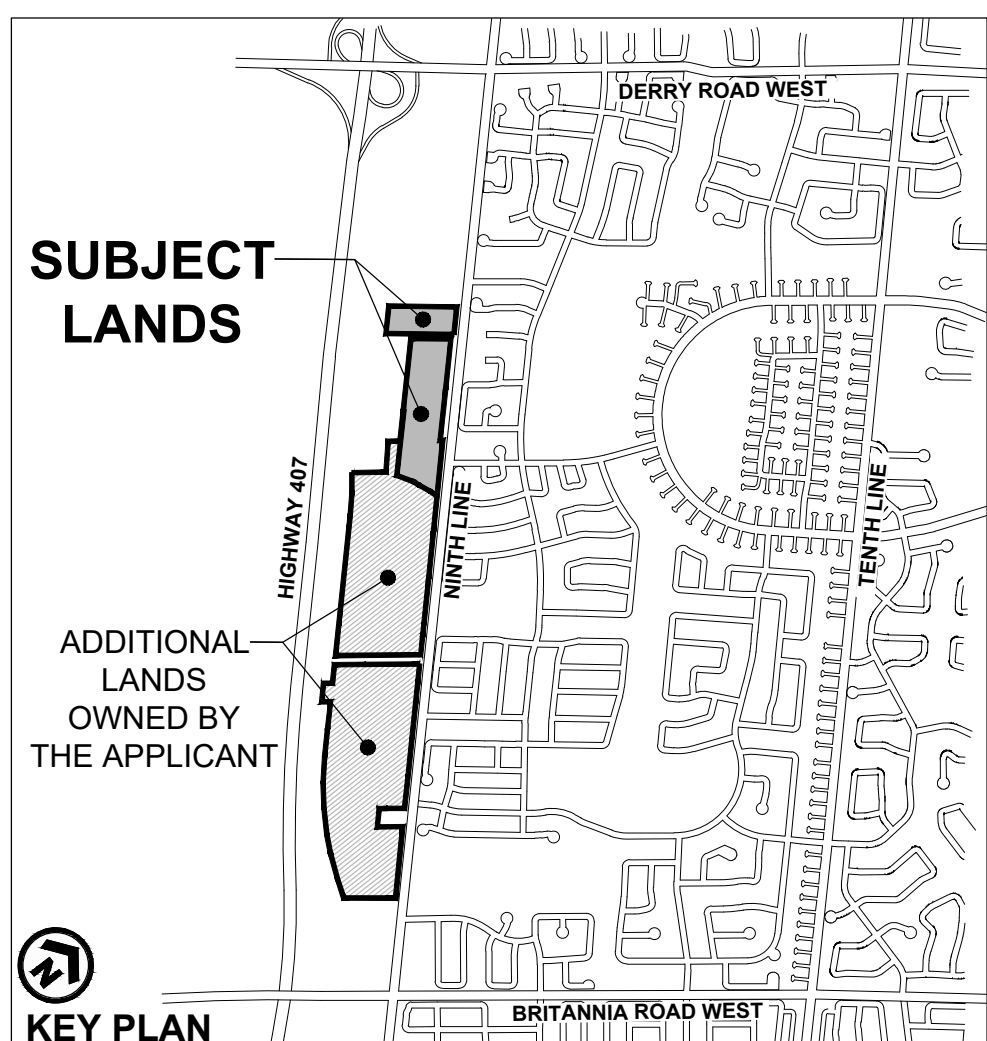 DERRY ROAD WEST
SUBJECT
LANDS
HIGHWAY 407
NINTH LINE
TENTH LINE
ADDITIONAL
LANDS
OWNED BY
THE APPLICANT
N
KEY PLAN
BRITANNIA ROAD WEST